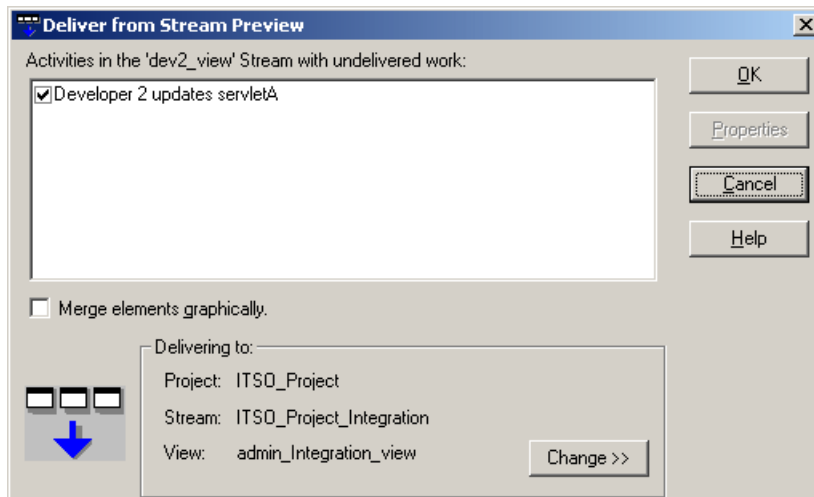 Deliver from Stream Preview
Activities in the 'dev2_view' Stream with undelivered work:
Developer 2 updates servletA
OK
Properties
Cancel
Help
Merge elements graphically.
Delivering to:
Project: ITSO_Project
Stream: ITSO_Project_Integration
View: admin_Integration_view
Change >>